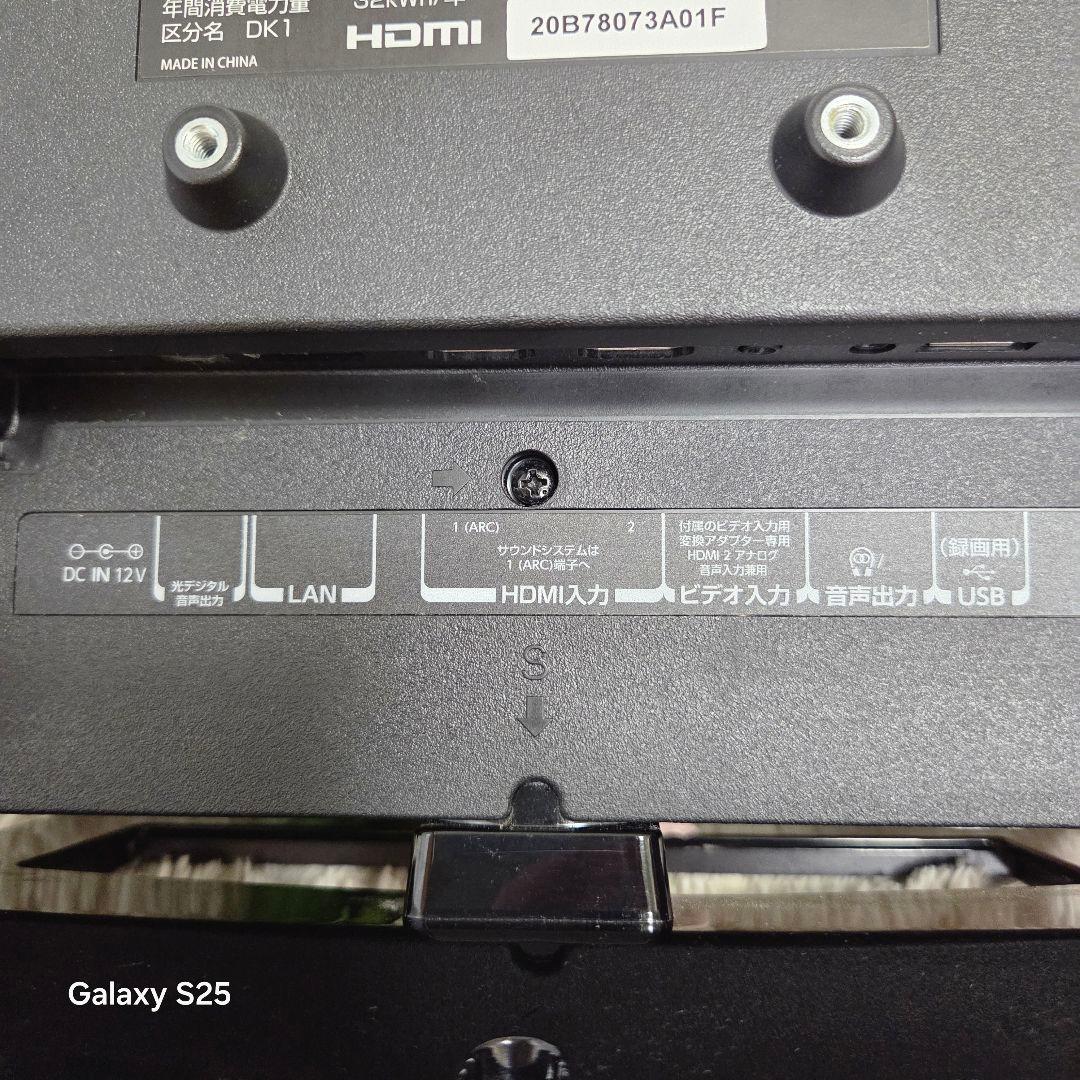 年間消費電力量 32kWh/年
区分名 DK1
HDMI
20B78073A01F
MADE IN CHINA
DC IN 12V
光デジタル
音声出力
LAN
1 (ARC) 2
サウンドシステムは
1 (ARC)端子へ
HDMI入力
付属のビデオ入力用
変換アダプター専用
HDMI 2 アナログ
音声入力兼用
ビデオ入力
音声出力
(録画用)
USB
S
Galaxy S25